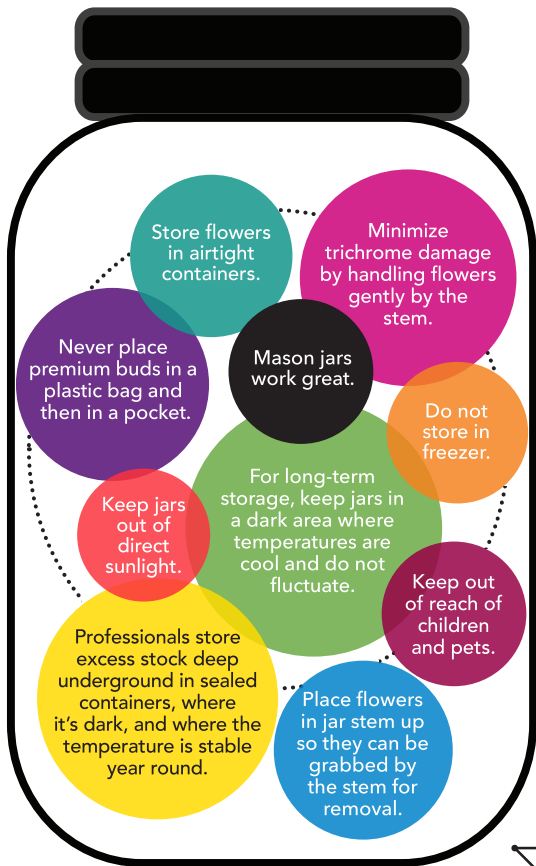 Store flowers
in airtight
containers.
Minimize
trichrome damage
by handling flowers
gently by the
stem.
Never place
premium buds in a
plastic bag and
then in a pocket.
Mason jars
work great.
Do not
store in
freezer.
For long-term
storage, keep jars in
a dark area where
temperatures are
cool and do not
fluctuate.
Keep jars
out of
direct
sunlight.
Keep out
of reach of
children
and pets.
Professionals store
excess stock deep
underground in sealed
containers, where
it's dark, and where the
temperature is stable
year round.
Place flowers
in jar stem up
so they can be
grabbed by
the stem for
removal.